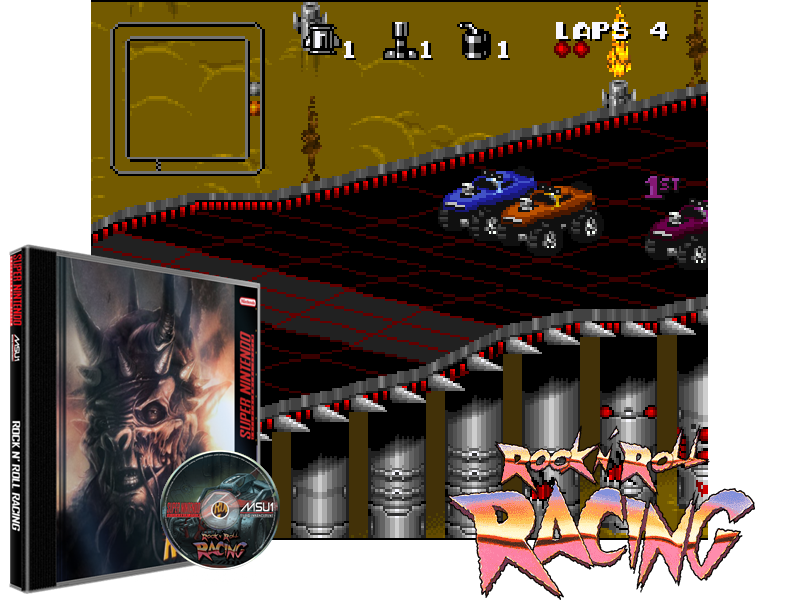 LAPS 4
1
1
1
1ST
SUPER NINTENDO
MSU1
ROCK N' ROLL RACING
Nintendo
SUPER NINTENDO
N
MSU1
ROCK N' ROLL
RACING
ROCK N' ROLL
RACING